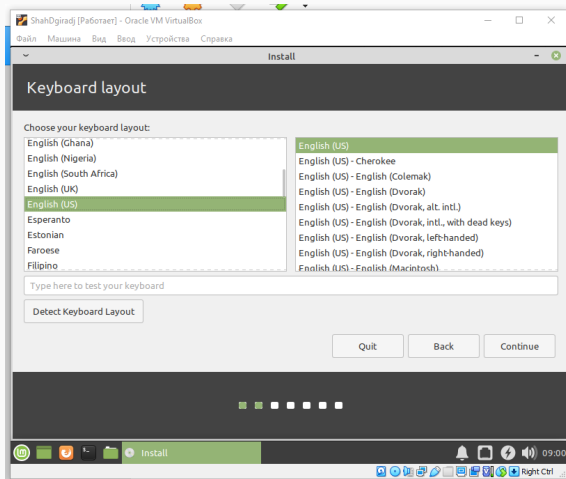 ShahDgiradj [Работает] - Oracle VM VirtualBox
Файл Машина Вид Ввод Устройства Справка
Install
Keyboard layout
Choose your keyboard layout:
English (Ghana)
English (Nigeria)
English (South Africa)
English (UK)
English (US)
Esperanto
Estonian
Faroese
Filipino
English (US)
English (US) - Cherokee
English (US) - English (Colemak)
English (US) - English (Dvorak)
English (US) - English (Dvorak, alt. intl.)
English (US) - English (Dvorak, intl., with dead keys)
English (US) - English (Dvorak, left-handed)
English (US) - English (Dvorak, right-handed)
English (US) - English (Macintosh)
Type here to test your keyboard
Detect Keyboard Layout
Quit Back Continue
Install 09:00
Right Ctrl